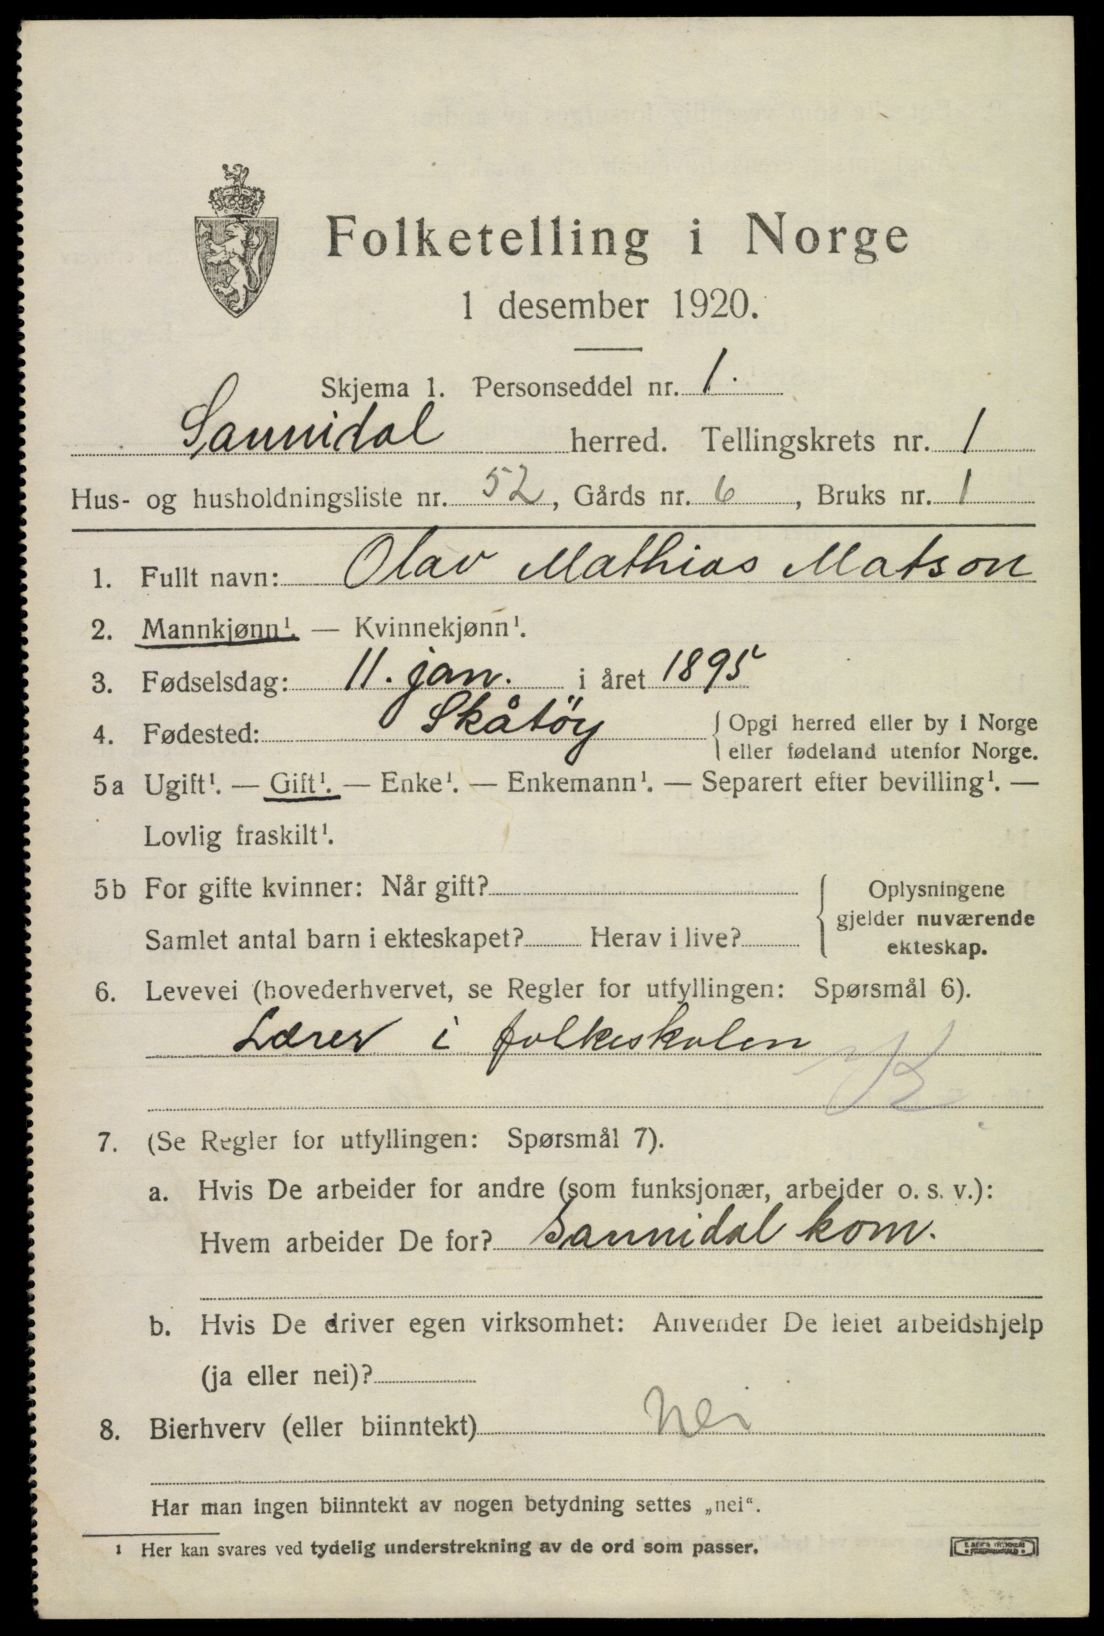 Folketelling i Norge
1 desember 1920.
Skjema 1. Personseddel nr. 1.
Sannidal herred. Tellingskrets nr. 1
Hus- og husholdningsliste nr. 52, Gårds nr. 6, Bruks nr. 1
1. Fullt navn: Olav Mathias Matson
2. Mannkjønn¹. — Kvinnekjønn¹.
3. Fødselsdag: 11. jan. i året 1895
4. Fødested: Skåtöy { Opgi herred eller by i Norge
eller fødeland utenfor Norge.
5a Ugift¹. — Gift¹. — Enke¹. — Enkemann¹. — Separert efter bevilling¹. —
Lovlig fraskilt¹.
5b For gifte kvinner: Når gift?
Samlet antal barn i ekteskapet? Herav i live?
Oplysningene
gjelder nuværende
ekteskap.
6. Levevei (hovederhvervet, se Regler for utfyllingen: Spørsmål 6).
Lærer i folkeskolen
K
7. (Se Regler for utfyllingen: Spørsmål 7).
a. Hvis De arbeider for andre (som funksjonær, arbeider o. s. v.):
Hvem arbeider De for? Sannidal kom.
b. Hvis De driver egen virksomhet: Anvender De leiet arbeidshjelp
(ja eller nei)?
8. Bierhverv (eller biinntekt) Nei
Har man ingen biinntekt av nogen betydning settes „nei“.
¹ Her kan svares ved tydelig understrekning av de ord som passer.